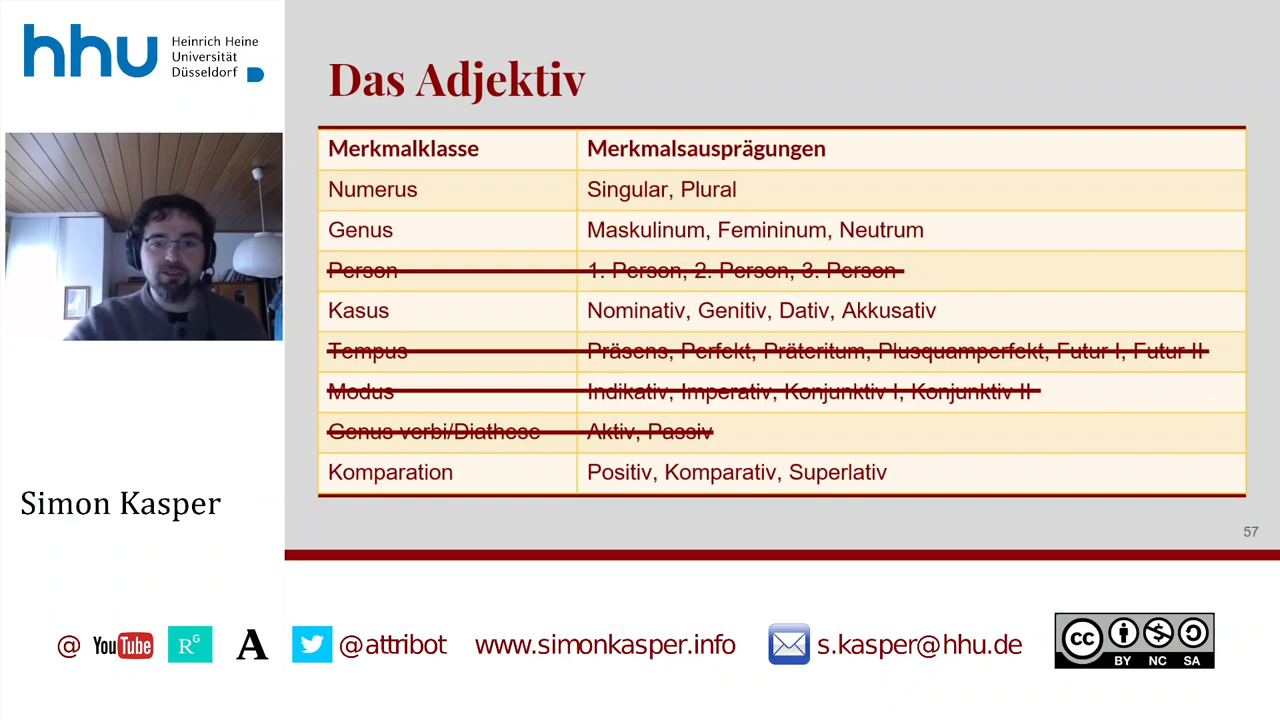 hhu Heinrich Heine
Universität
Düsseldorf
Das Adjektiv
Merkmalklasse Merkmalsausprägungen
Numerus Singular, Plural
Genus Maskulinum, Femininum, Neutrum
Person 1. Person, 2. Person, 3. Person
Kasus Nominativ, Genitiv, Dativ, Akkusativ
Tempus Präsens, Perfekt, Präteritum, Plusquamperfekt, Futur I, Futur II
Modus Indikativ, Imperativ, Konjunktiv I, Konjunktiv II
Genus verbi/Diathese Aktiv, Passiv
Komparation Positiv, Komparativ, Superlativ
Simon Kasper
57
@ YouTube RG A @attribot www.simonkasper.info s.kasper@hhu.de cc BY NC SA